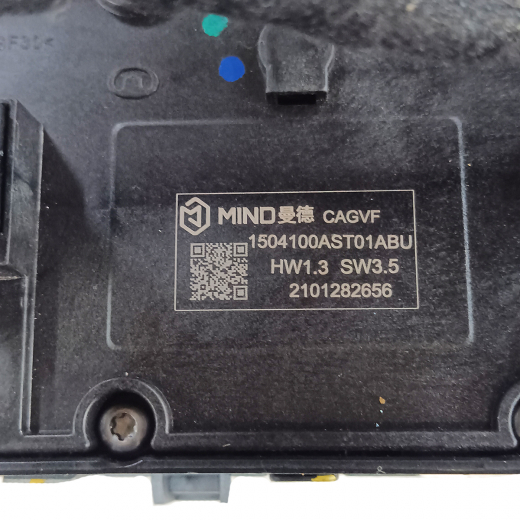 MIND曼德 CAGVF
1504100AST01ABU
HW1.3 SW3.5
2101282656